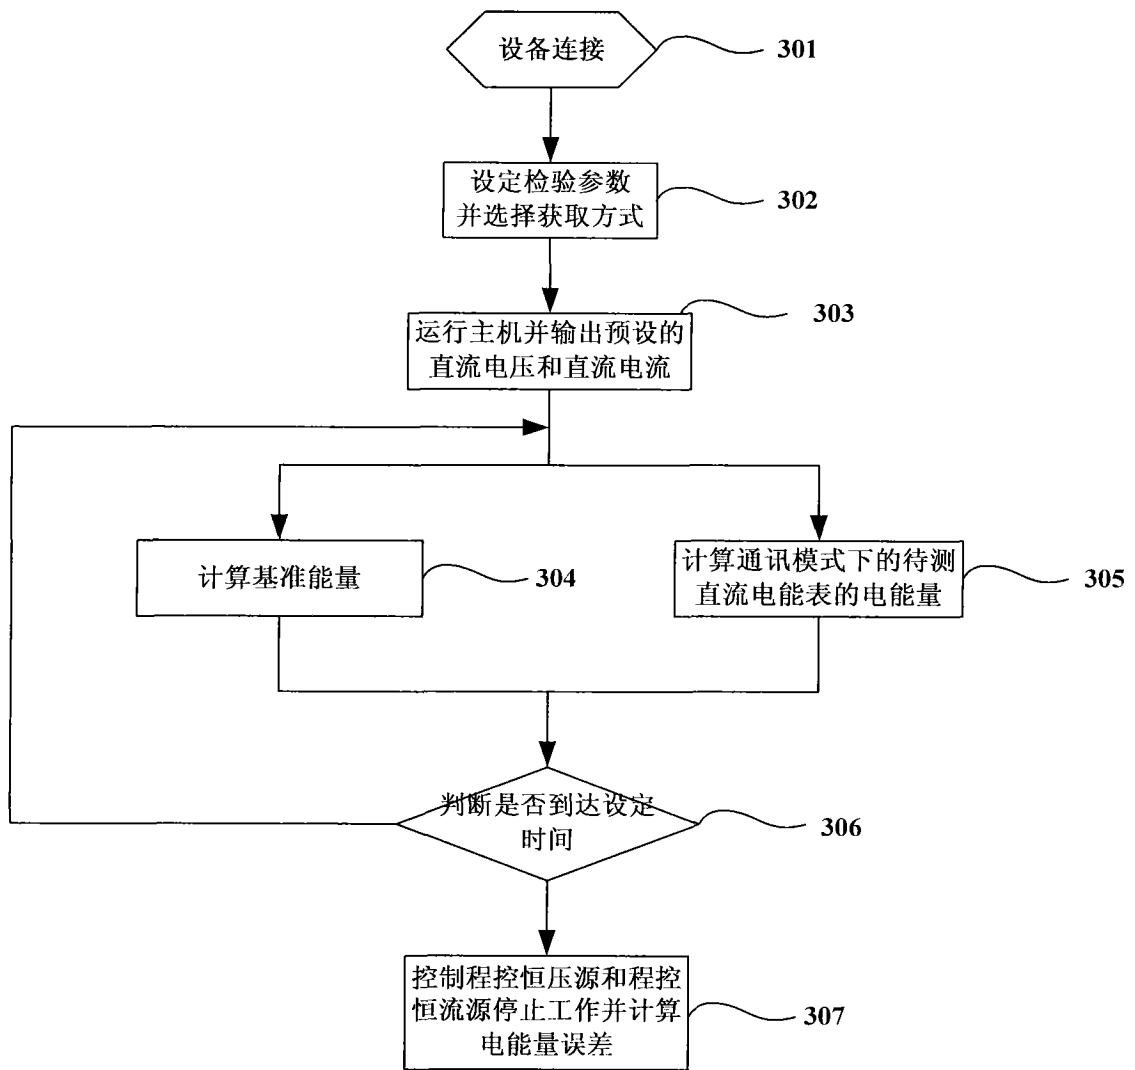 设备连接
301
设定检验参数
并选择获取方式
302
运行主机并输出预设的
直流电压和直流电流
303
计算基准能量
304
计算通讯模式下的待测
直流电能表的电能量
305
判断是否到达设定
时间
306
控制程控恒压源和程控
恒流源停止工作并计算
电能量误差
307